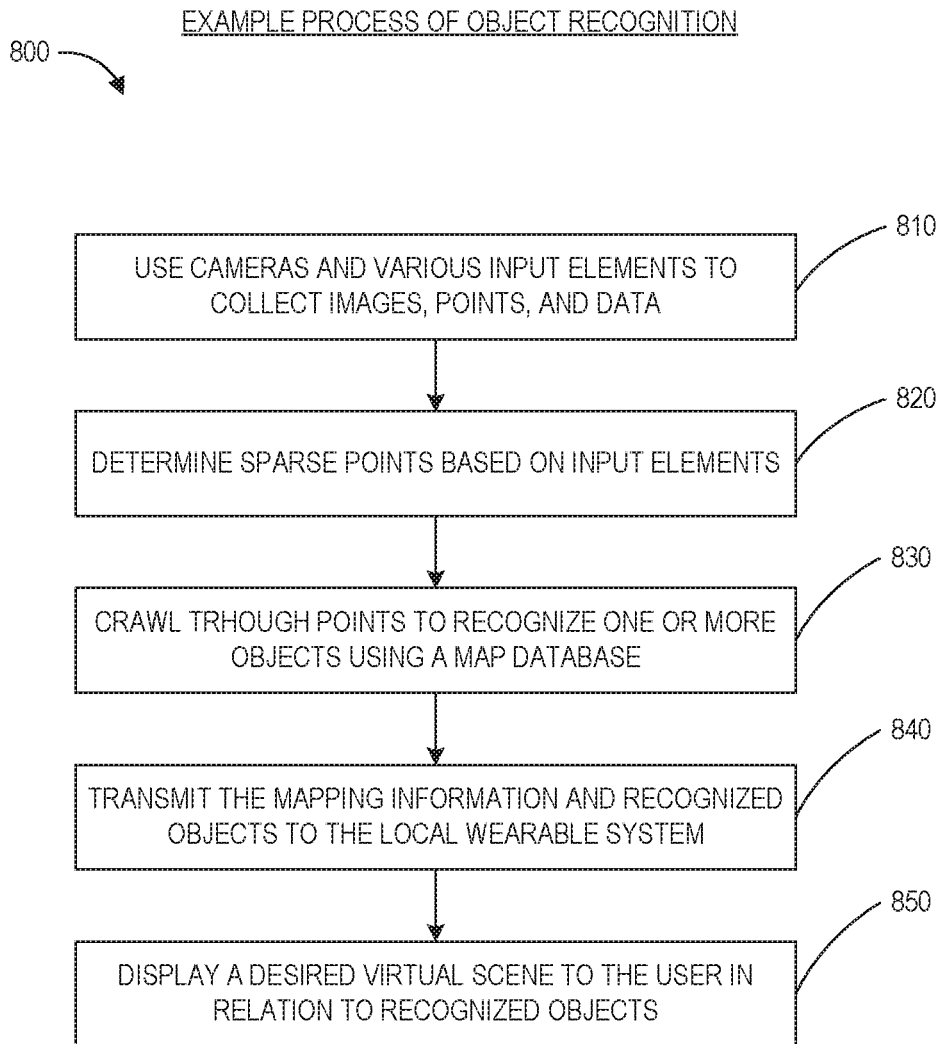 EXAMPLE PROCESS OF OBJECT RECOGNITION
800
810
USE CAMERAS AND VARIOUS INPUT ELEMENTS TO
COLLECT IMAGES, POINTS, AND DATA
820
DETERMINE SPARSE POINTS BASED ON INPUT ELEMENTS
830
CRAWL TRHOUGH POINTS TO RECOGNIZE ONE OR MORE
OBJECTS USING A MAP DATABASE
840
TRANSMIT THE MAPPING INFORMATION AND RECOGNIZED
OBJECTS TO THE LOCAL WEARABLE SYSTEM
850
DISPLAY A DESIRED VIRTUAL SCENE TO THE USER IN
RELATION TO RECOGNIZED OBJECTS